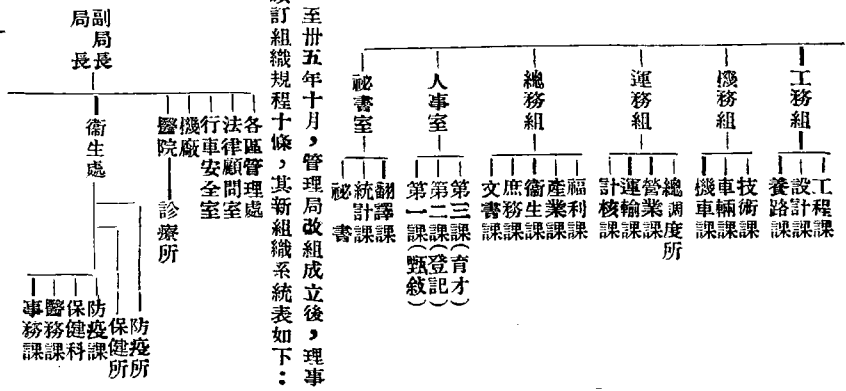 工務組
工程課
設計課
養路課
機務組
技術課
車輛課
機車課
運務組
總調度所
營業課
運輸課
計核課
總務組
福利課
產業課
衞生課
庶務課
文書課
人事室
第三課(育才)
第二課(登記)
第一課(甄敍)
祕書室
翻譯課
統計課
祕書
至卅五年十月，管理局改組成立後，理事
訂組織規程十條，其新組織系統表如下：
副局長
局長
各區管理處
法律顧問室
行車安全室
機廠
醫院
診療所
衞生處
防疫所
保健所
防疫課
保健科
醫務課
事務課